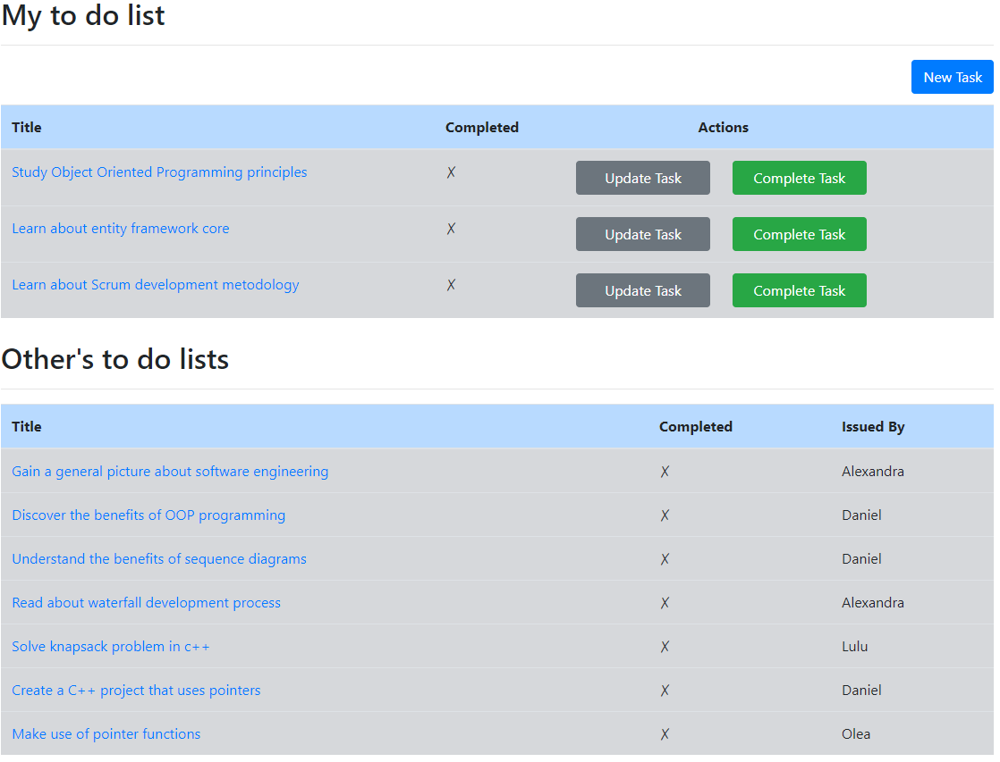 My to do list
New Task
Title Completed Actions
Study Object Oriented Programming principles X Update Task Complete Task
Learn about entity framework core X Update Task Complete Task
Learn about Scrum development metodology X Update Task Complete Task
Other's to do lists
Title Completed Issued By
Gain a general picture about software engineering X Alexandra
Discover the benefits of OOP programming X Daniel
Understand the benefits of sequence diagrams X Daniel
Read about waterfall development process X Alexandra
Solve knapsack problem in c++ X Lulu
Create a C++ project that uses pointers X Daniel
Make use of pointer functions X Olea